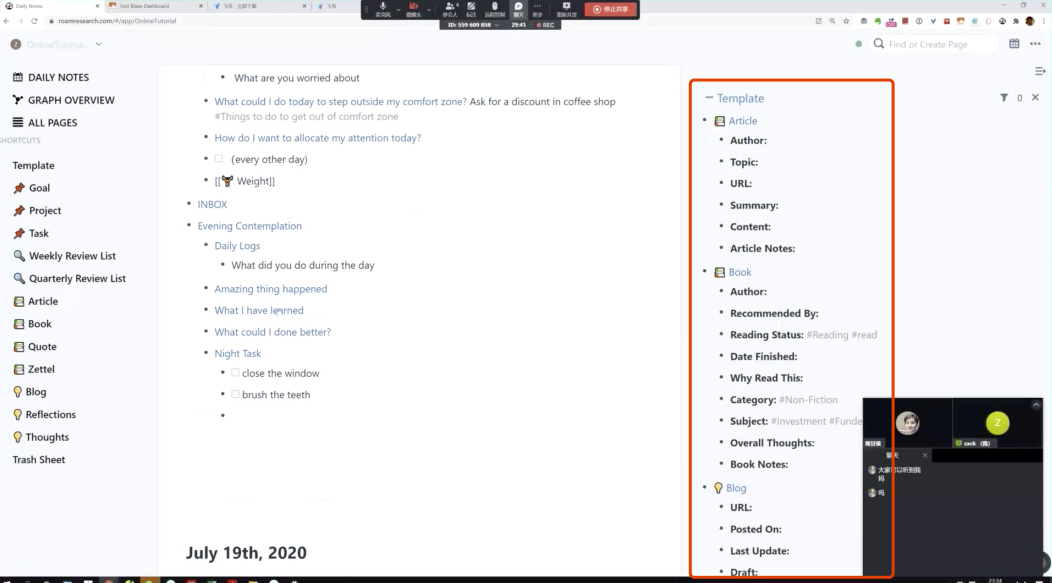 Daily Notes
Text Blaze Dashboard
飞书 - 立即下载
飞书
roamresearch.com/#/app/OnlineTutorial
停止共享
ID: 559 609 858
29:41
REC
OnlineTutoria...
Find or Create Page
DAILY NOTES
GRAPH OVERVIEW
ALL PAGES
SHORTCUTS
Template
Goal
Project
Task
Weekly Review List
Quarterly Review List
Article
Book
Quote
Zettel
Blog
Reflections
Thoughts
Trash Sheet
What are you worried about
What could I do today to step outside my comfort zone? Ask for a discount in coffee shop
#Things to do to get out of comfort zone
How do I want to allocate my attention today?
(every other day)
[[ Weight]]
INBOX
Evening Contemplation
Daily Logs
What did you do during the day
Amazing thing happened
What I have learned
What could I done better?
Night Task
close the window
brush the teeth
July 19th, 2020
Template
0
Article
Author:
Topic:
URL:
Summary:
Content:
Article Notes:
Book
Author:
Recommended By:
Reading Status: #Reading #read
Date Finished:
Why Read This:
Category: #Non-Fiction
Subject: #Investment #Funde
Overall Thoughts:
Book Notes:
Blog
URL:
Posted On:
Last Update:
Draft:
Z
zack (我)
聊天
大家可以听到我
吗
23:34